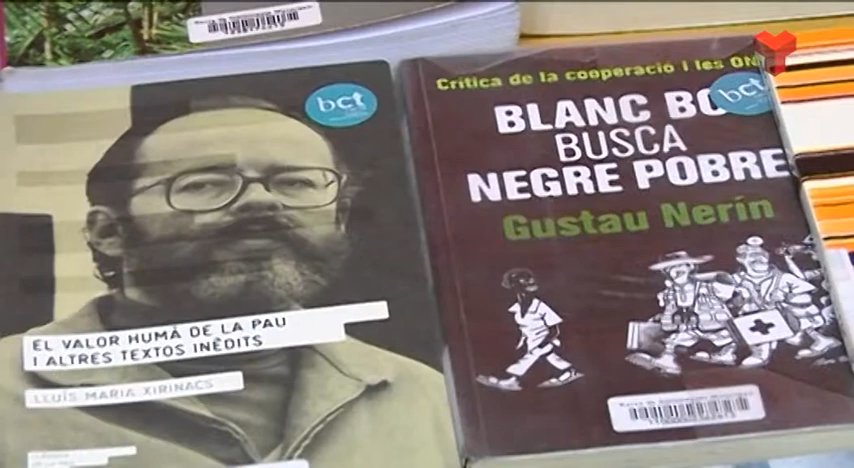 bct
EL VALOR HUMÀ DE LA PAU
I ALTRES TEXTOS INÈDITS
LLUÍS MARIA XIRINACS
Crítica de la cooperació i les ON
BLANC BO
bct
BUSCA
NEGRE POBRE
Gustau Nerín